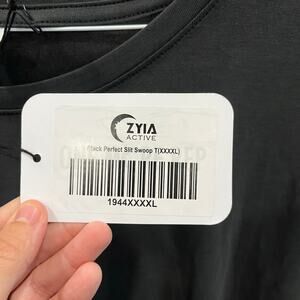 ZYIA
ACTIVE
Black Perfect Slit Swoop T(XXXXL)
1944XXXXL